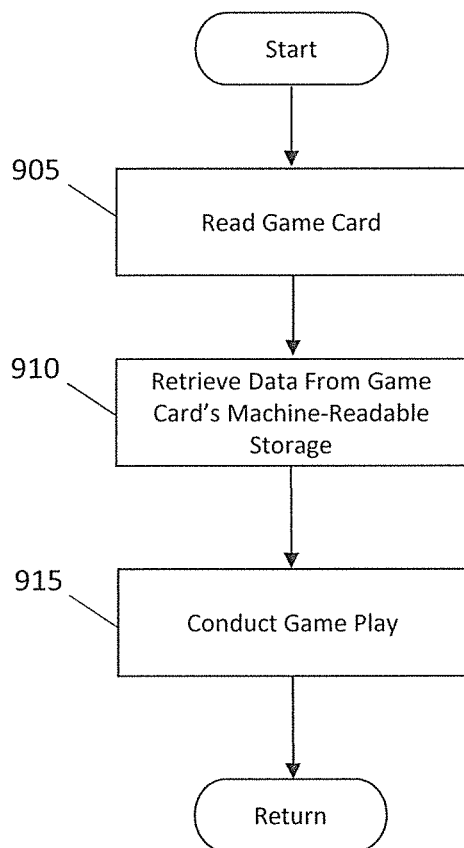 Start
905
Read Game Card
910
Retrieve Data From Game
Card's Machine-Readable
Storage
915
Conduct Game Play
Return